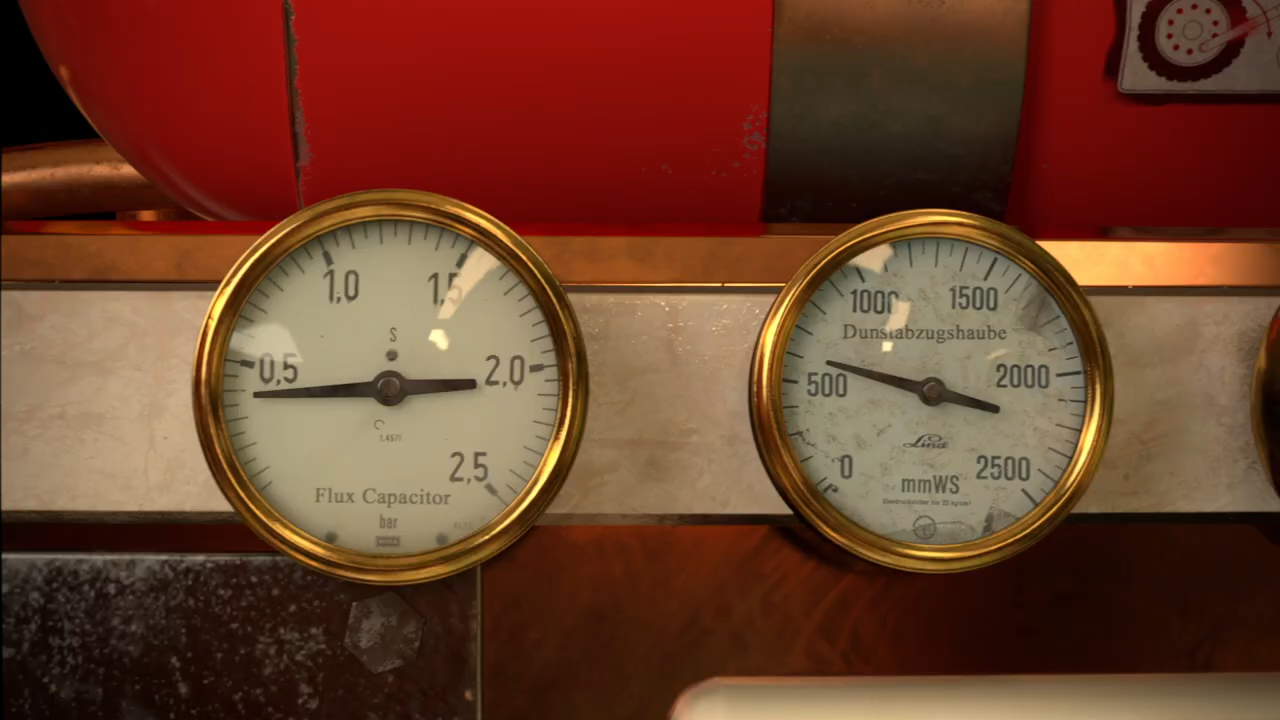 1,0
1,5
S
0,5
2,0
2,5
Flux Capacitor
bar
1000
1500
Dunstabzugshaube
500
2000
Lind
0
2500
mmWS